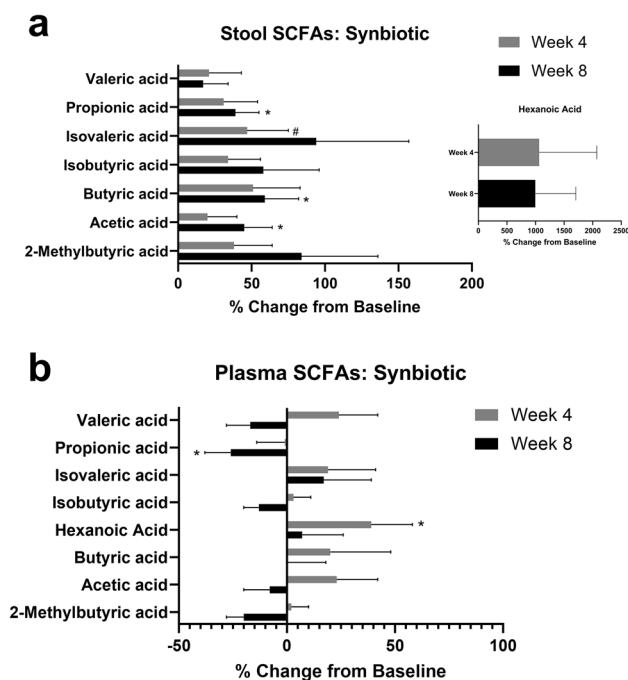 a
Stool SCFAs: Synbiotic
Week 4
Week 8
Valeric acid
Propionic acid
*
Isovaleric acid
#
Isobutyric acid
Butyric acid
*
Acetic acid
*
2-Methylbutyric acid
0 50 100 150 200
% Change from Baseline
Hexanoic Acid
Week 4
Week 8
0 500 1000 1500 2000 2500
% Change from Baseline
b
Plasma SCFAs: Synbiotic
Week 4
Week 8
Valeric acid
Propionic acid
*
Isovaleric acid
Isobutyric acid
Hexanoic Acid
*
Butyric acid
Acetic acid
2-Methylbutyric acid
-50 0 50 100
% Change from Baseline